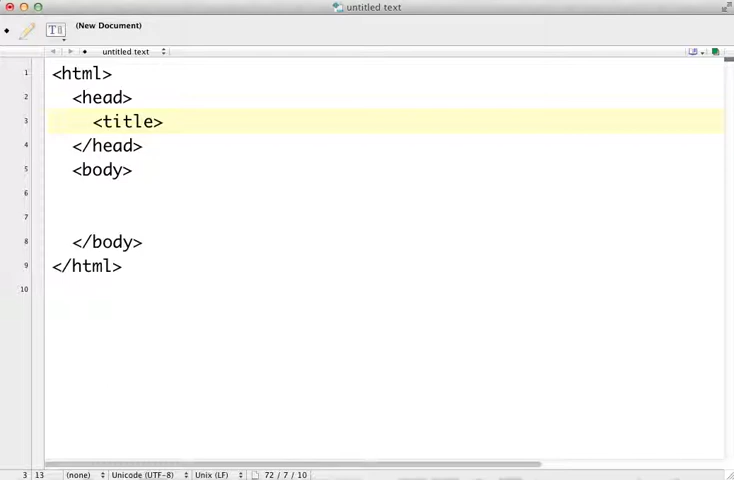 untitled text
(New Document)
untitled text
1 <html>
2 <head>
3 <title>
4 </head>
5 <body>
6
7
8 </body>
9 </html>
10
3 13 (none) Unicode (UTF-8) Unix (LF) 72 / 7 / 10